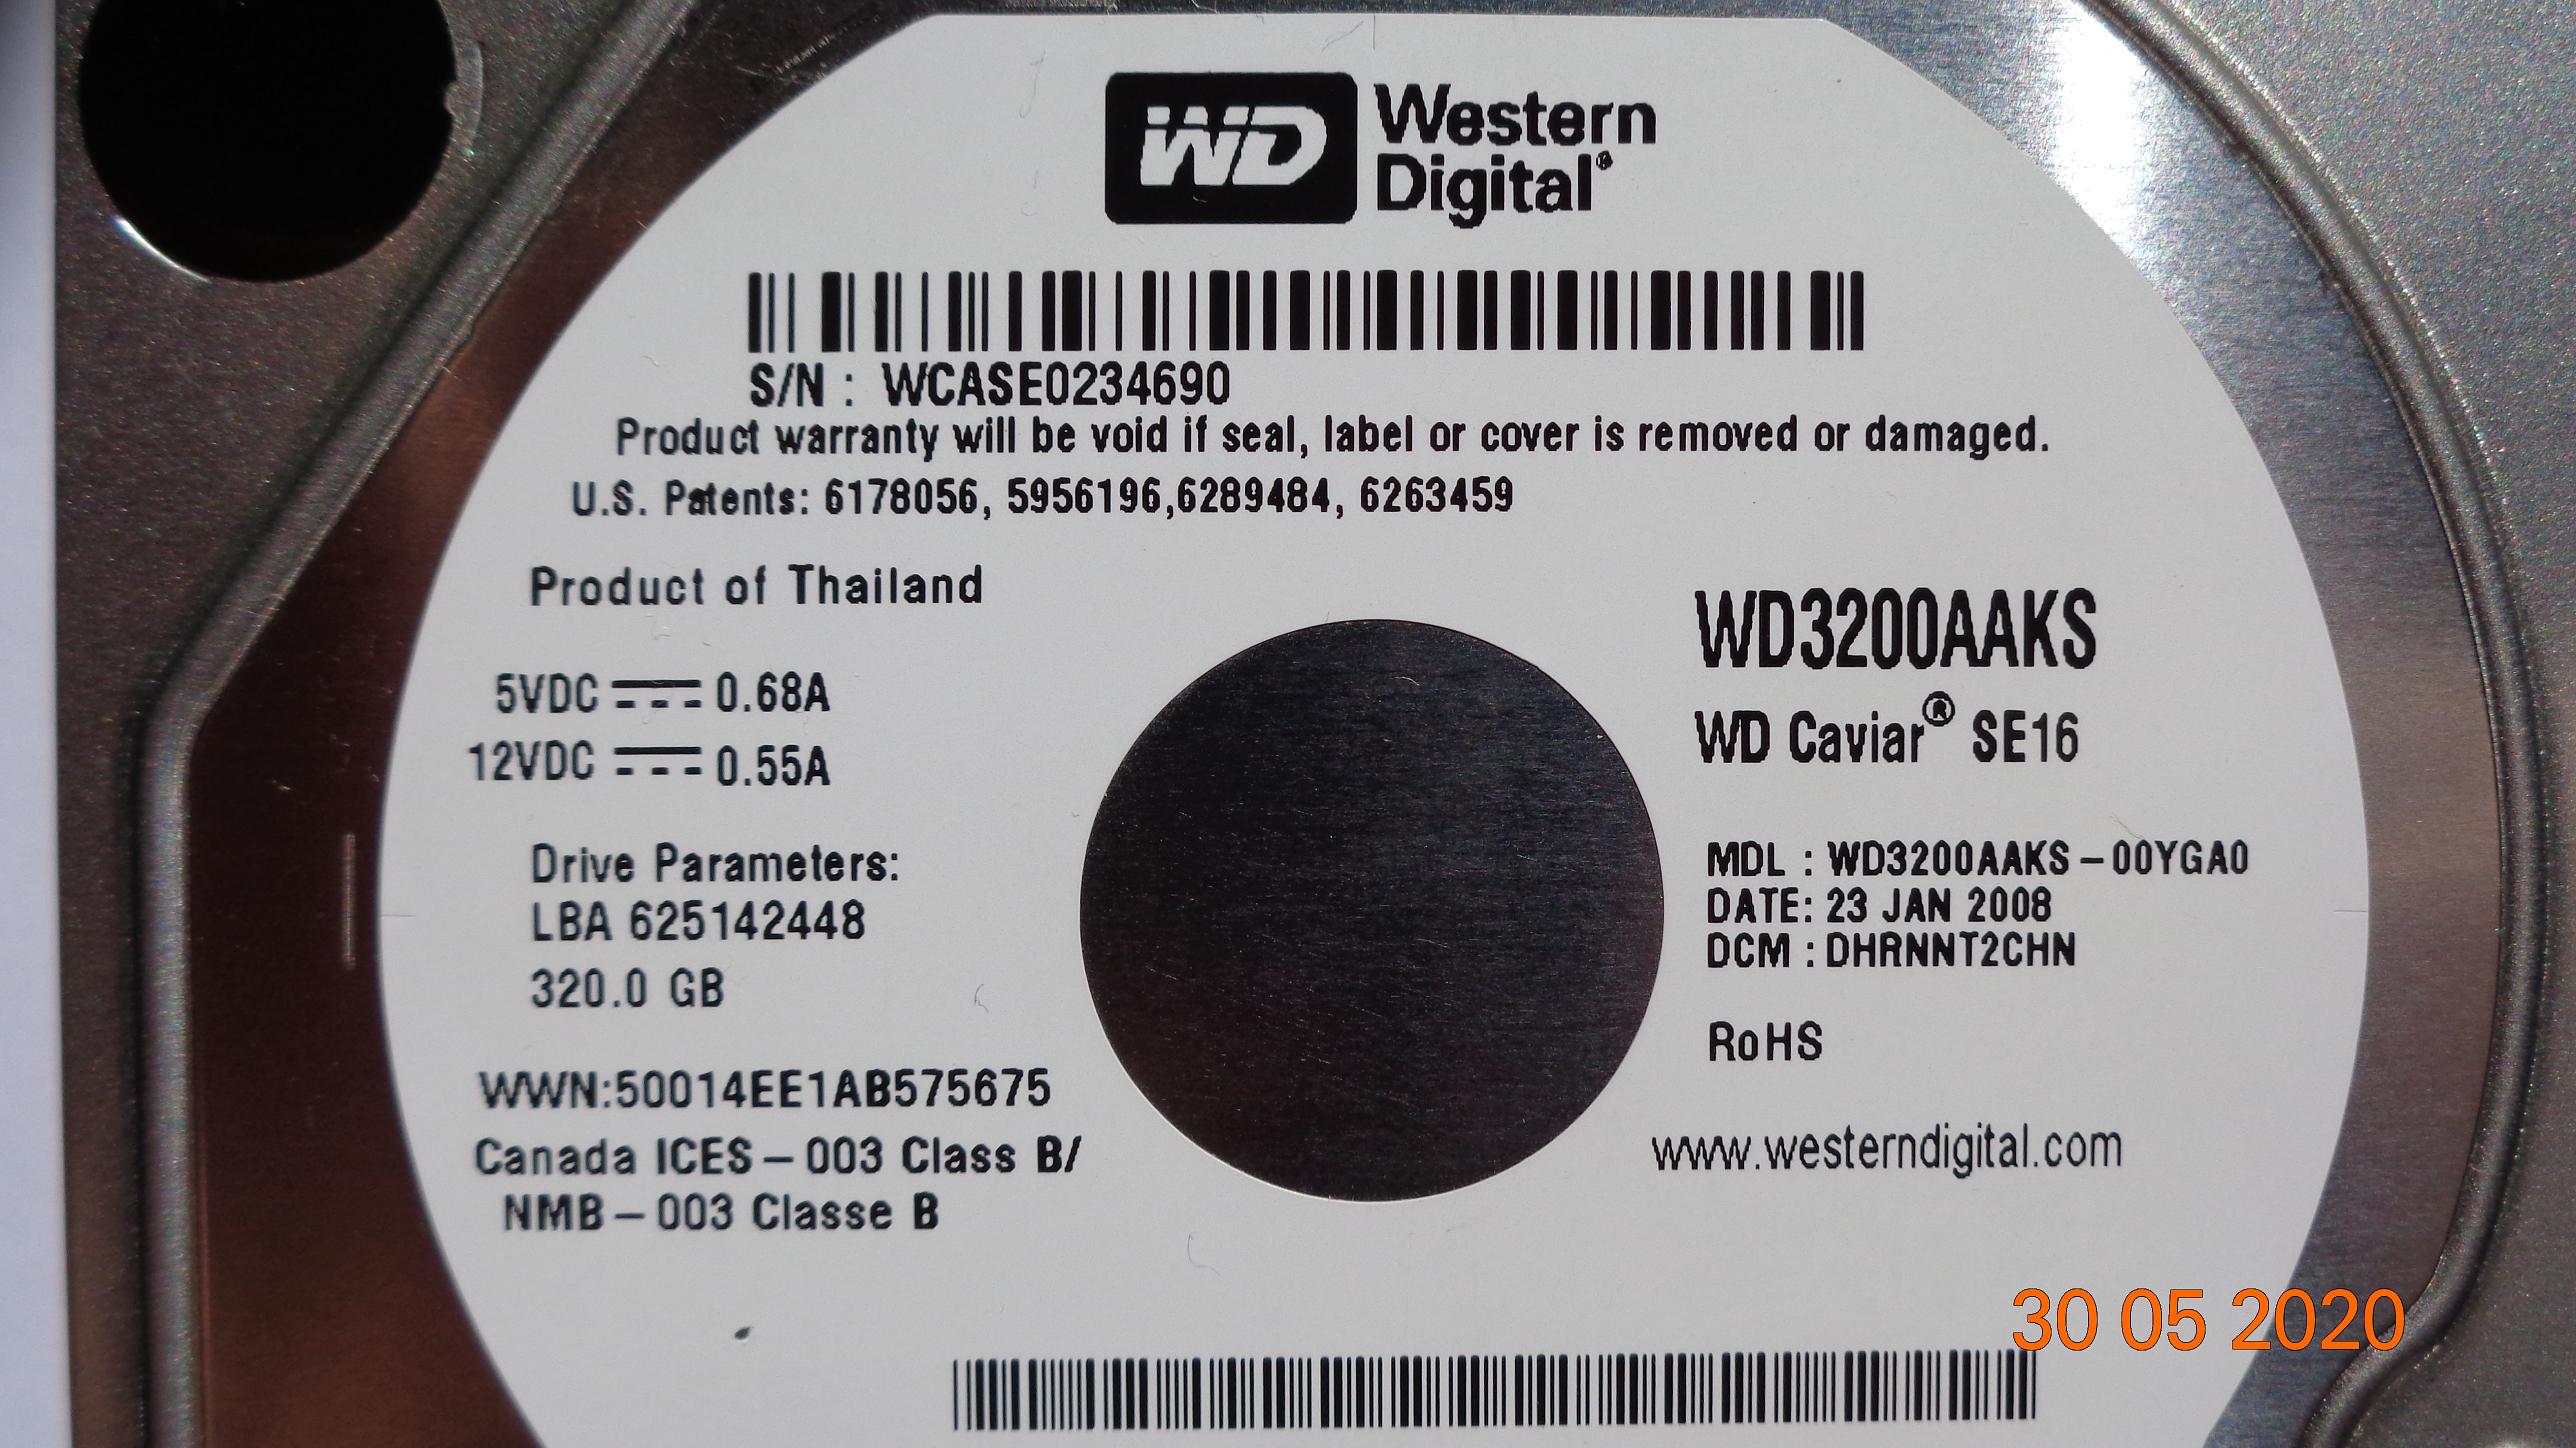 WD Western
Digital®
S/N : WCASE0234690
Product warranty will be void if seal, label or cover is removed or damaged.
U.S. Patents: 6178056, 5956196,6289484, 6263459
Product of Thailand
5VDC 0.68A
12VDC 0.55A
Drive Parameters:
LBA 625142448
320.0 GB
WWN:50014EE1AB575675
Canada ICES – 003 Class B/
NMB – 003 Classe B
WD3200AAKS
WD Caviar® SE16
MDL : WD3200AAKS – 00YGA0
DATE: 23 JAN 2008
DCM : DHRNNT2CHN
RoHS
www.westerndigital.com
30 05 2020